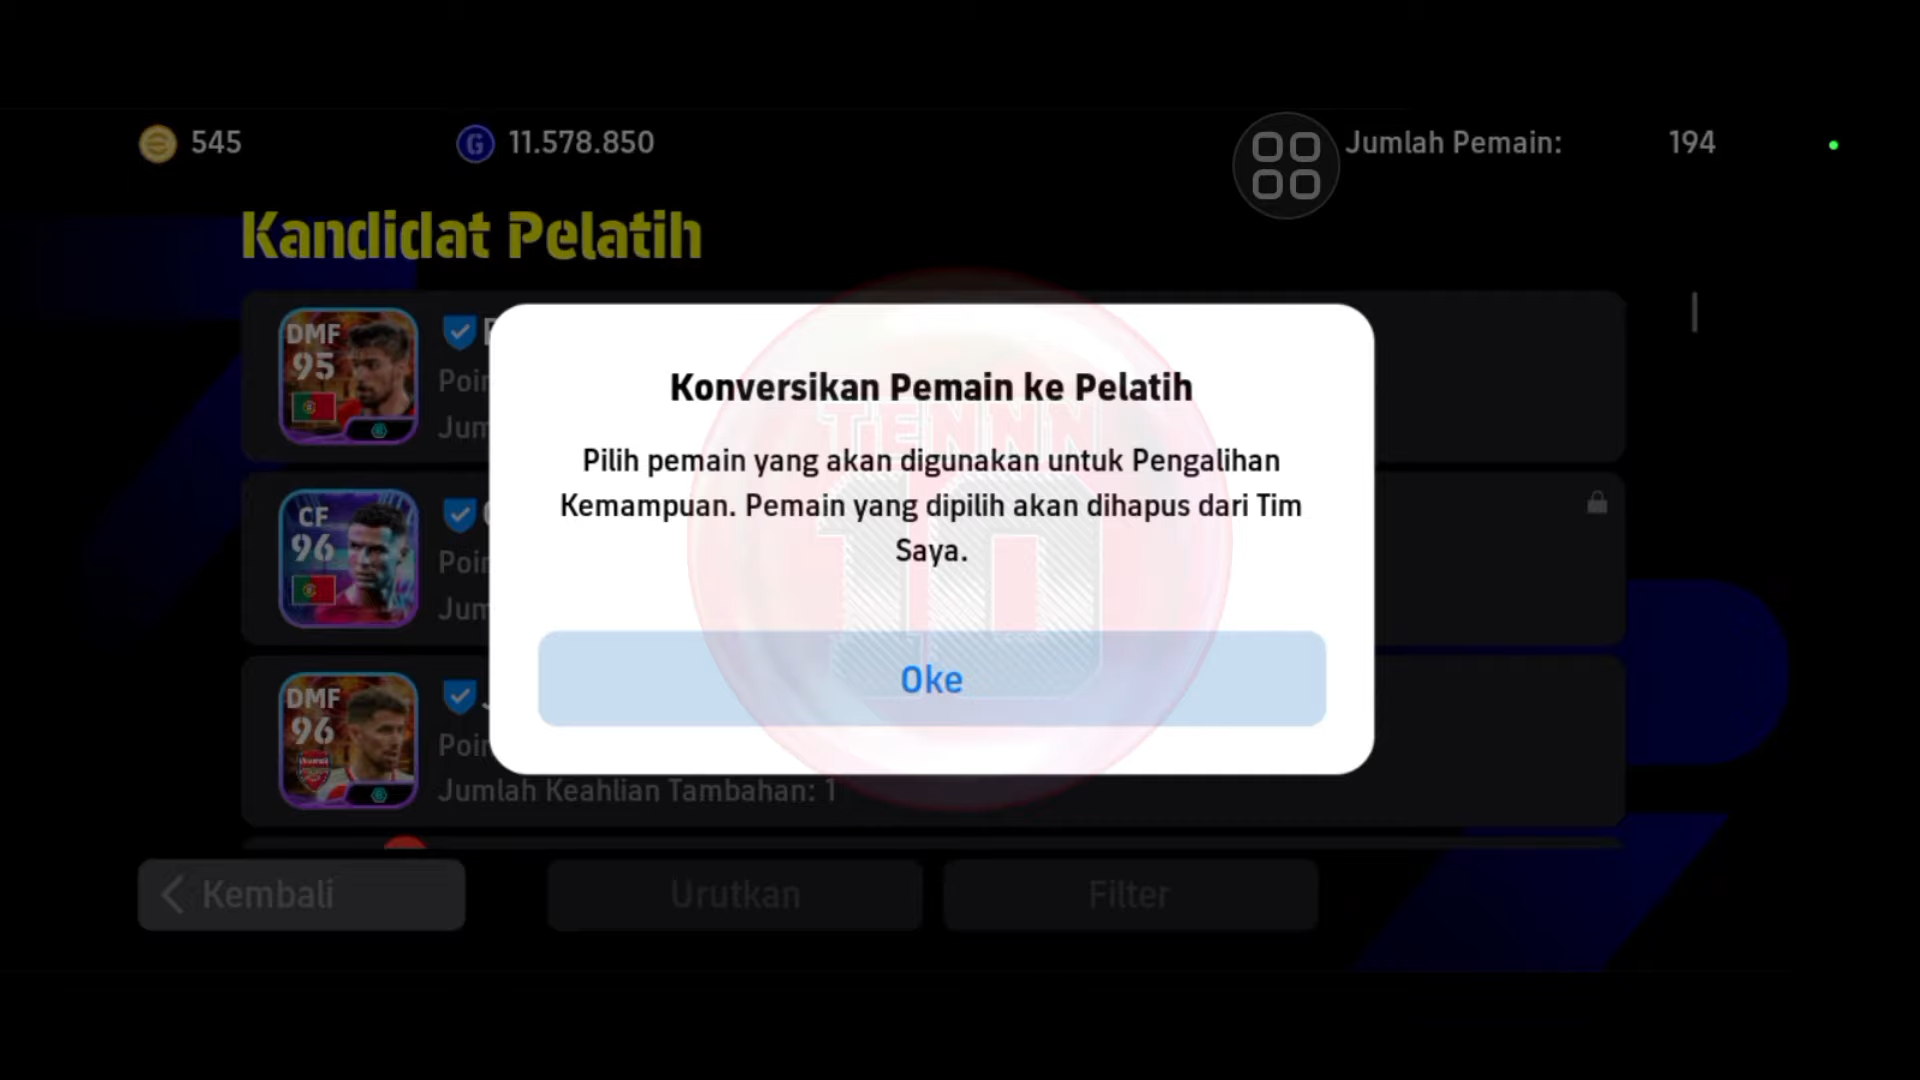 545
11.578.850
Jumlah Pemain: 194
Kandidat Pelatih
DMF
95
Konversikan Pemain ke Pelatih
TENNN
10
Pilih pemain yang akan digunakan untuk Pengalihan
Kemampuan. Pemain yang dipilih akan dihapus dari Tim
Saya.
CF
96
Oke
DMF
96
Jumlah Keahlian Tambahan: 1
Kembali
Urutkan
Filter